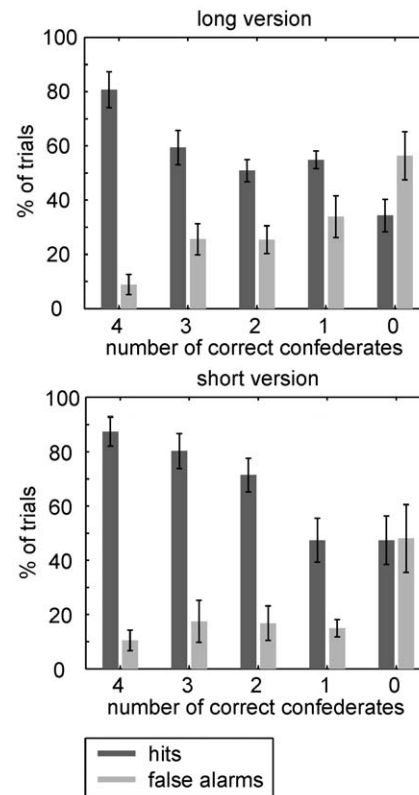 long version
100
80
60
40
20
0
% of trials
4 3 2 1 0
number of correct confederates
short version
100
80
60
40
20
0
% of trials
4 3 2 1 0
number of correct confederates
hits
false alarms